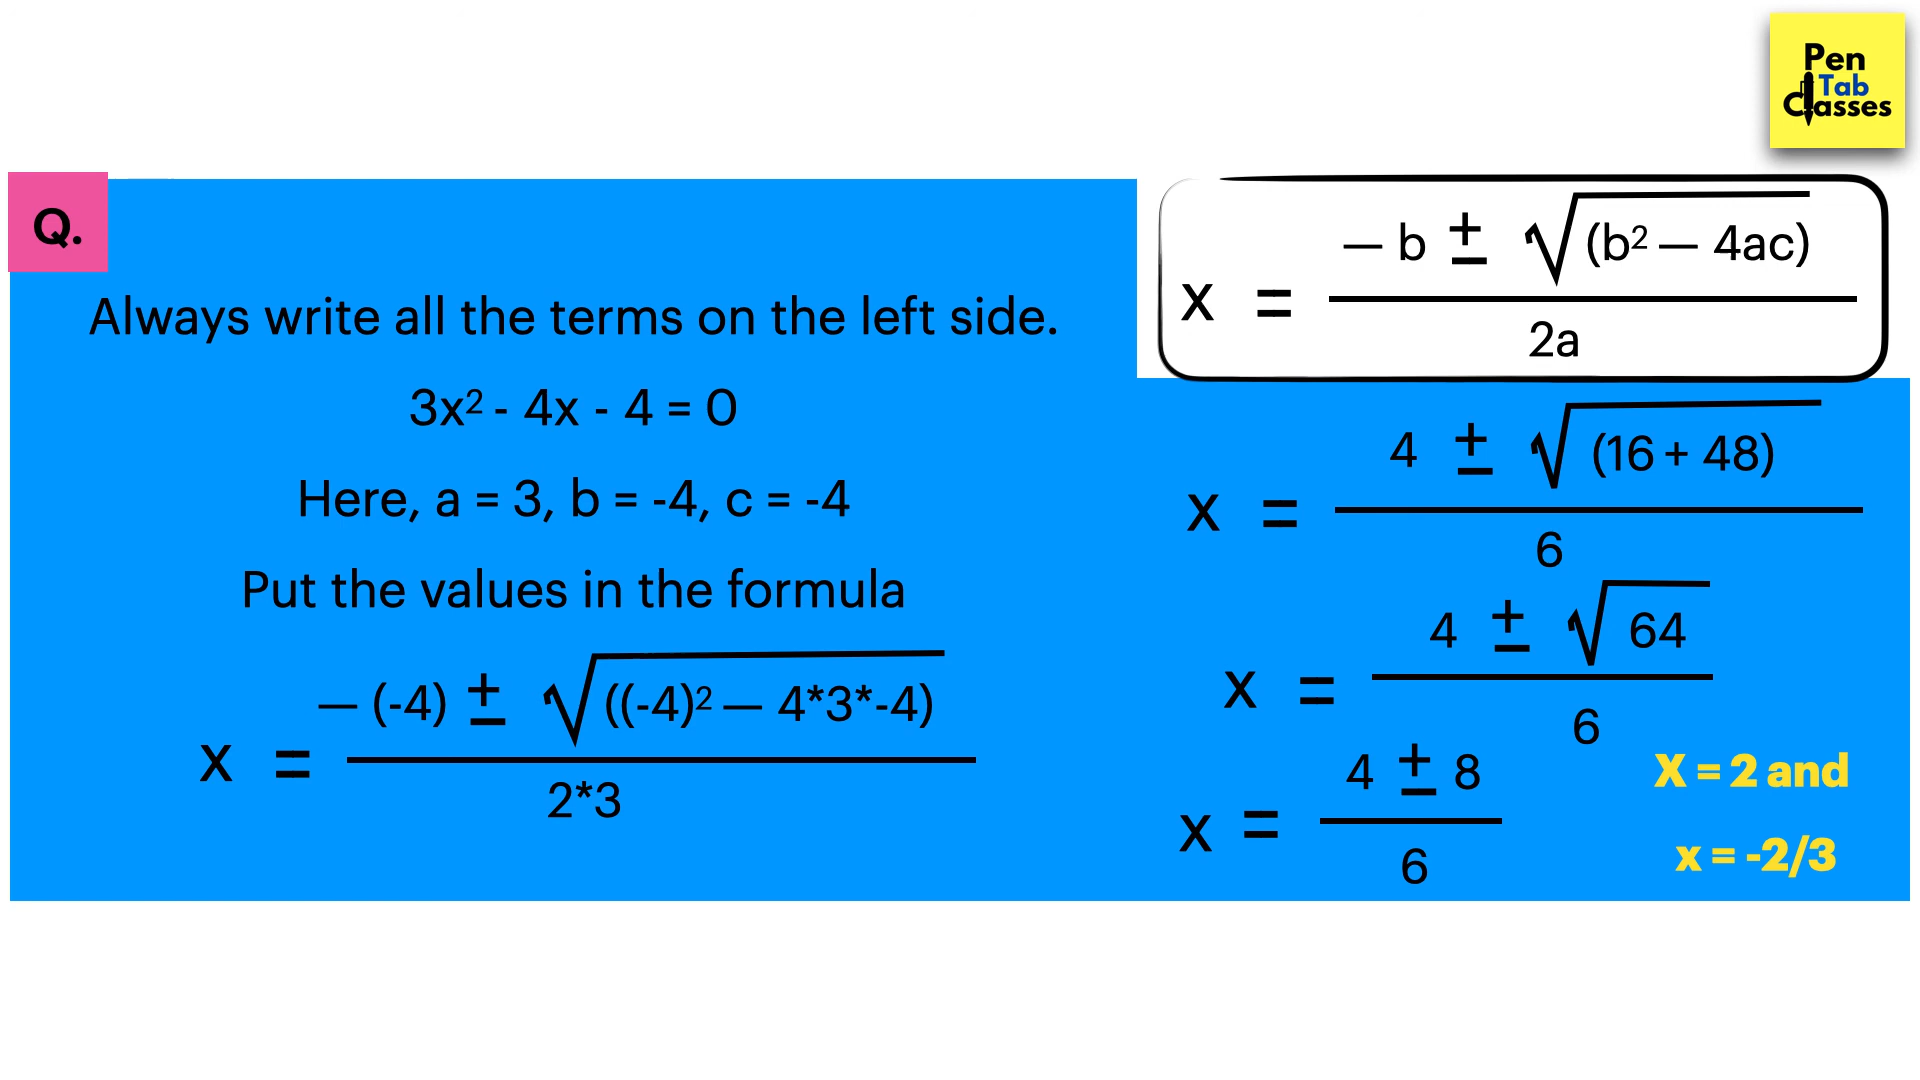 Pen
Tab
Classes
Q.
Always write all the terms on the left side.
3x² - 4x - 4 = 0
Here, a = 3, b = -4, c = -4
Put the values in the formula
— (-4) ± √((-4)² — 4*3*-4)
x =
2*3
— b ± √(b² — 4ac)
x =
2a
4 ± √(16 + 48)
x =
6
4 ± √64
x =
6
4 ± 8
x =
6
X = 2 and
x = -2/3